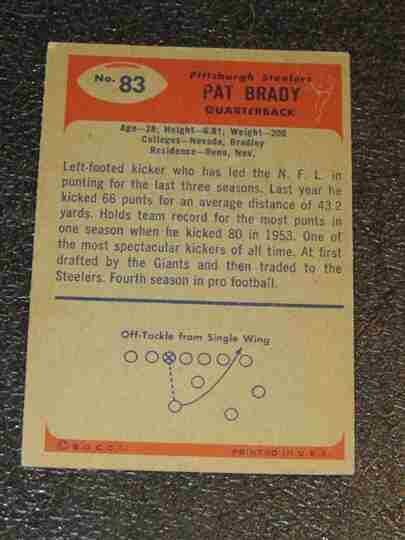 No. 83
Pittsburgh Steelers
PAT BRADY
QUARTERBACK
Age—28; Height—6.01; Weight—200
Colleges—Nevada, Bradley
Residence—Reno, Nev.
Left-footed kicker who has led the N. F. L. in
punting for the last three seasons. Last year he
kicked 66 punts for an average distance of 43.2
yards. Holds team record for the most punts in
one season when he kicked 80 in 1953. One of
the most spectacular kickers of all time. At first
drafted by the Giants and then traded to the
Steelers. Fourth season in pro football.
Off-Tackle from Single Wing
© B.G.C.I.
PRINTED IN U.S.A.